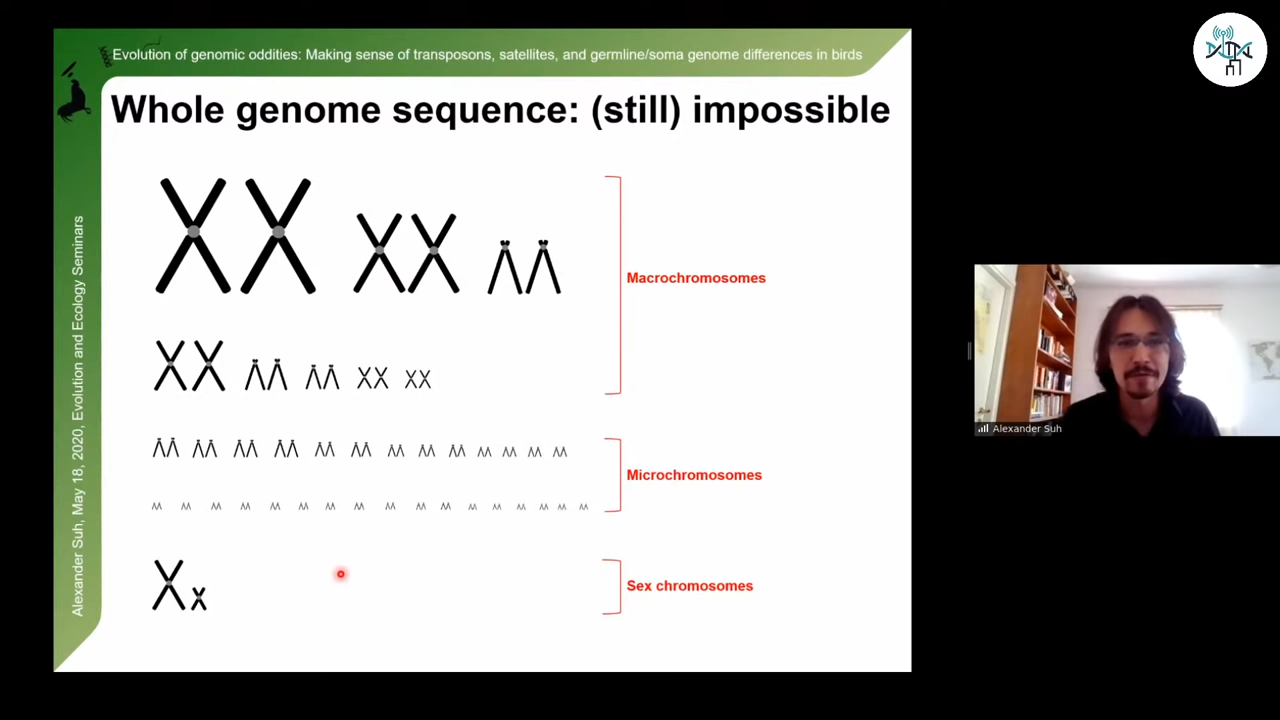 Evolution of genomic oddities: Making sense of transposons, satellites, and germline/soma genome differences in birds
Whole genome sequence: (still) impossible
Macrochromosomes
Microchromosomes
Sex chromosomes
Alexander Suh, May 18, 2020, Evolution and Ecology Seminars
Alexander Suh